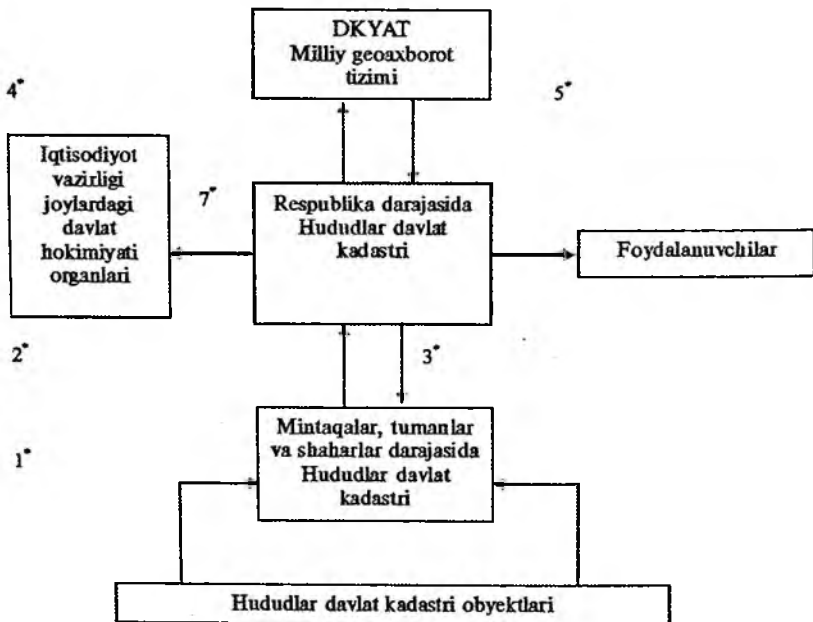 DKYAT
Milliy geoaxborot
tizimi
4*
5*
Iqtisodiyot
vazirligi
joylardagi
davlat
hokimiyati
organlari
7*
Respublika darajasida
Hududlar davlat
kadastri
Foydalanuvchilar
2*
3*
Mintaqalar, tumanlar
va shaharlar darajasida
Hududlar davlat
kadastri
1*
Hududlar davlat kadastri obyektlari